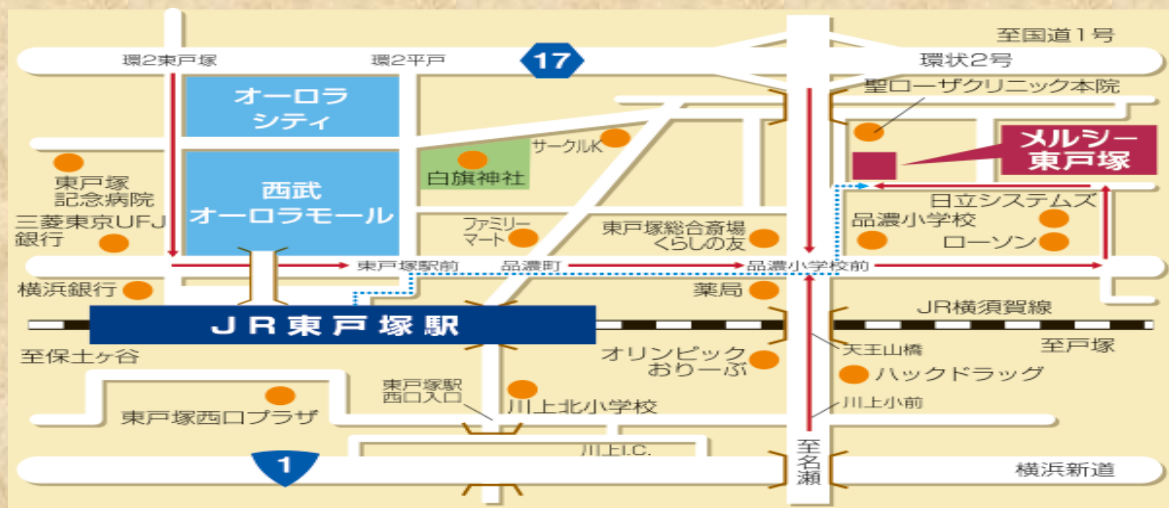 至国道1号
環2東戸塚
環2平戸
17
環状2号
聖ローザクリニック本院
オーロラ
シティ
サークルK
メルシー
東戸塚
白旗神社
東戸塚
記念病院
西武
オーロラモール
日立システムズ
三菱東京UFJ
銀行
ファミリー
マート
東戸塚総合斎場
くらしの友
品濃小学校
ローソン
東戸塚駅前
品濃町
品濃小学校前
横浜銀行
薬局
JR横須賀線
JR東戸塚駅
至保土ヶ谷
オリンピック
おりーぶ
天王山橋
至戸塚
ハックドラッグ
東戸塚駅
西口入口
川上北小学校
川上小前
東戸塚西口プラザ
川上I.C.
至名瀬
1
横浜新道